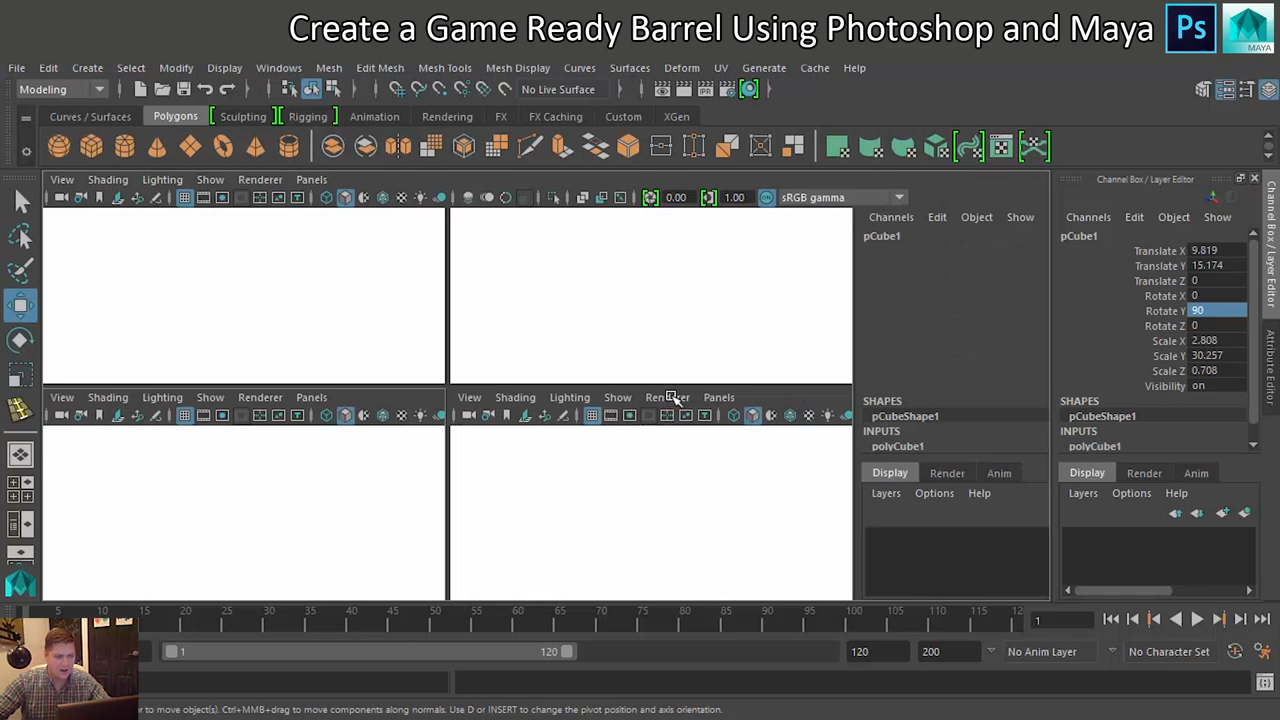 Create a Game Ready Barrel Using Photoshop and Maya
Ps
MAYA
File Edit Create Select Modify Display Windows Mesh Edit Mesh Mesh Tools Mesh Display Curves Surfaces Deform UV Generate Cache Help
Modeling No Live Surface
Curves / Surfaces Polygons Sculpting Rigging Animation Rendering FX FX Caching Custom XGen
View Shading Lighting Show Renderer Panels
0.00 1.00 sRGB gamma
Channel Box / Layer Editor
Channels Edit Object Show
Channels Edit Object Show
pCube1
pCube1
Translate X 9.819
Translate Y 15.174
Translate Z 0
Rotate X 0
Rotate Y 90
Rotate Z 0
Scale X 2.808
Scale Y 30.257
Scale Z 0.708
Visibility on
View Shading Lighting Show Renderer Panels
View Shading Lighting Show Renderer Panels
SHAPES
pCubeShape1
INPUTS
polyCube1
SHAPES
pCubeShape1
INPUTS
polyCube1
Display Render Anim
Display Render Anim
Layers Options Help
Layers Options Help
Channel Box / Layer Editor
Attribute Editor
5 10 15 20 25 30 35 40 45 50 52 55 60 65 70 75 80 85 90 95 100 105 110 115 12
1
1 120 120 200 No Anim Layer No Character Set
or to move object(s). Ctrl+MMB+drag to move components along normals. Use D or INSERT to change the pivot position and axis orientation.